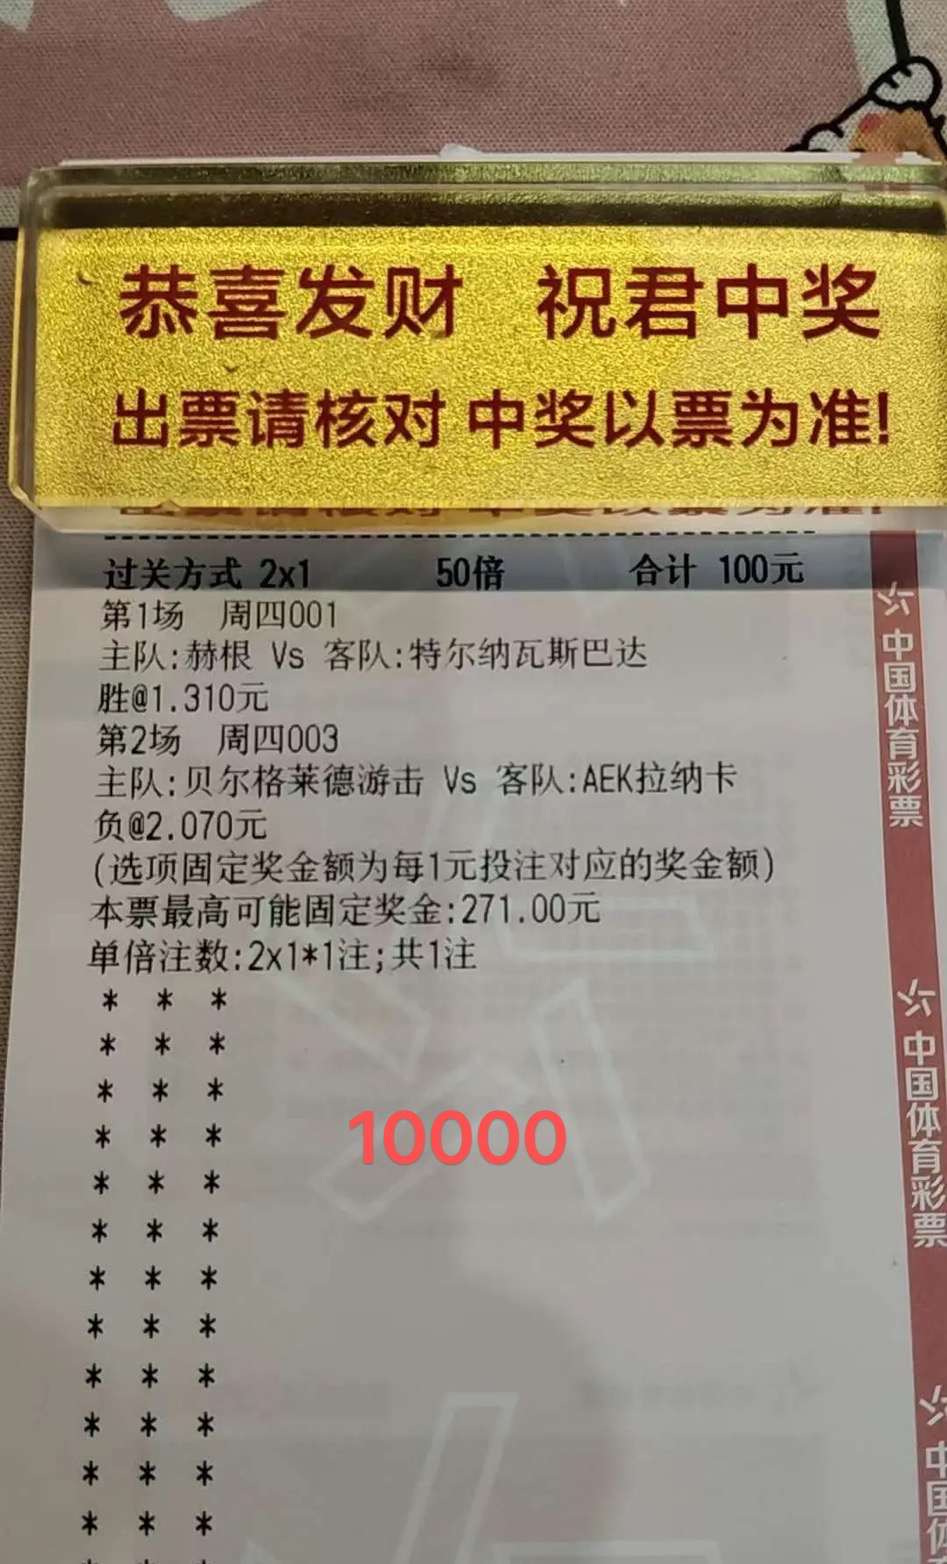 恭喜发财 祝君中奖
出票请核对 中奖以票为准!
过关方式 2x1 50倍 合计 100元
第1场 周四001
主队:赫根 Vs 客队:特尔纳瓦斯巴达
胜@1.310元
第2场 周四003
主队:贝尔格莱德游击 Vs 客队:AEK拉纳卡
负@2.070元
(选项固定奖金额为每1元投注对应的奖金额)
本票最高可能固定奖金:271.00元
单倍注数:2x1*1注;共1注
* * *
* * *
* * *
* * *
* * *
* * *
* * *
* * *
* * *
* * *
* * *
* * *
10000
中国体育彩票
中国体育彩票
中国体